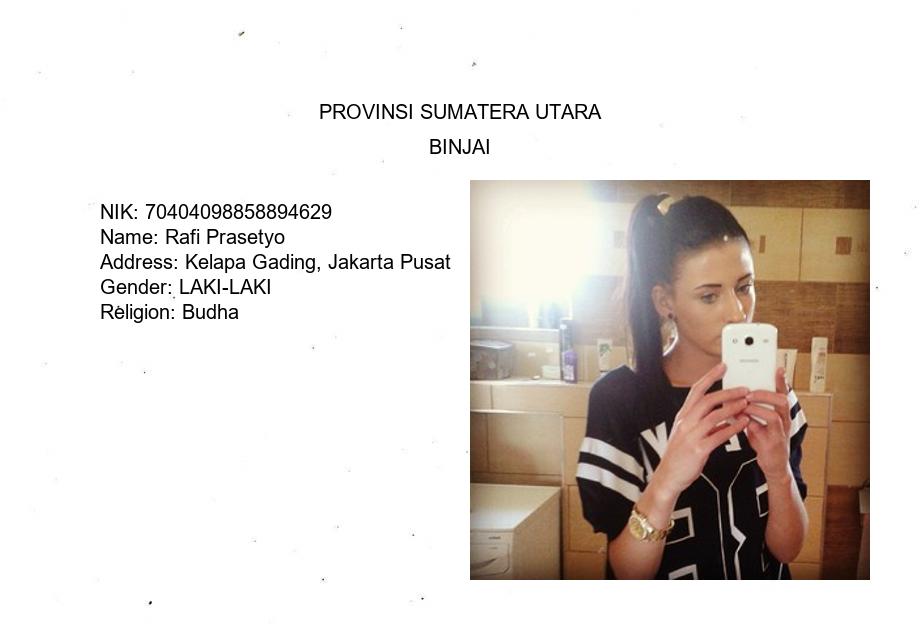 PROVINSI SUMATERA UTARA
BINJAI
NIK: 70404098858894629
Name: Rafi Prasetyo
Address: Kelapa Gading, Jakarta Pusat
Gender: LAKI-LAKI
Religion: Budha